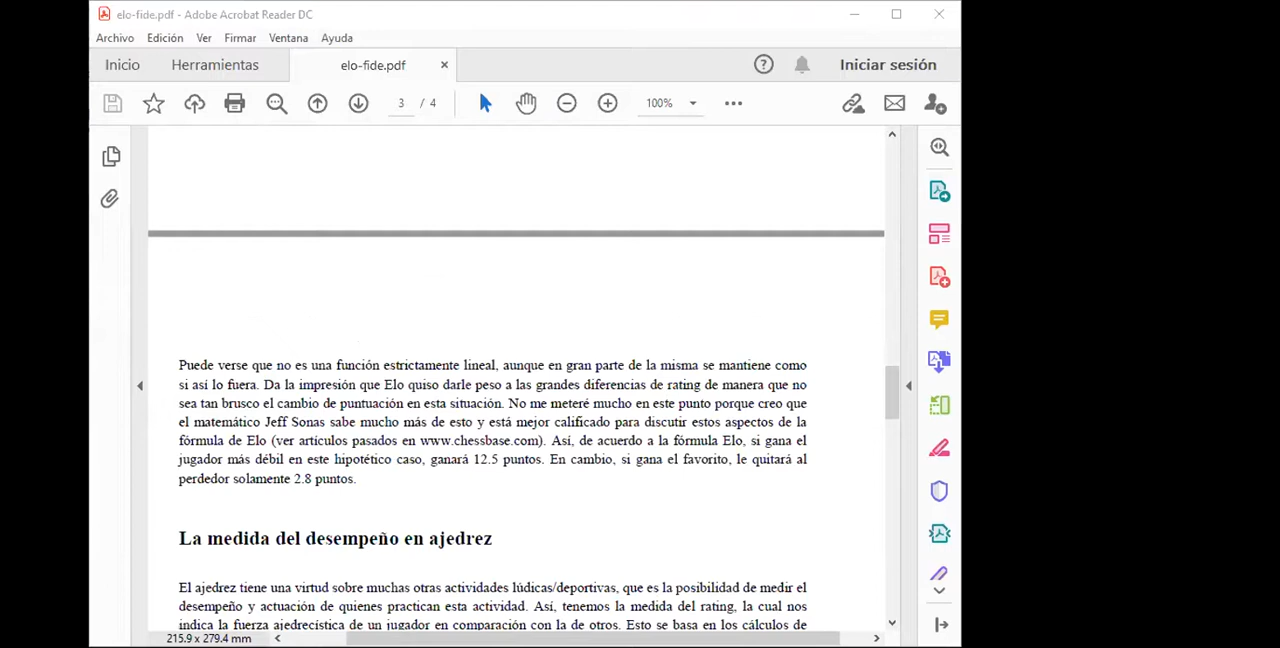 elo-fide.pdf - Adobe Acrobat Reader DC
Archivo Edición Ver Firmar Ventana Ayuda
Inicio Herramientas elo-fide.pdf Iniciar sesión
3 / 4 100%
Puede verse que no es una función estrictamente lineal, aunque en gran parte de la misma se mantiene como
si así lo fuera. Da la impresión que Elo quiso darle peso a las grandes diferencias de rating de manera que no
sea tan brusco el cambio de puntuación en esta situación. No me meteré mucho en este punto porque creo que
el matemático Jeff Sonas sabe mucho más de esto y está mejor calificado para discutir estos aspectos de la
fórmula de Elo (ver artículos pasados en www.chessbase.com). Así, de acuerdo a la fórmula Elo, si gana el
jugador más débil en este hipotético caso, ganará 12.5 puntos. En cambio, si gana el favorito, le quitará al
perdedor solamente 2.8 puntos.
La medida del desempeño en ajedrez
El ajedrez tiene una virtud sobre muchas otras actividades lúdicas/deportivas, que es la posibilidad de medir el
desempeño y actuación de quienes practican esta actividad. Así, tenemos la medida del rating, la cual nos
indica la fuerza ajedrecística de un jugador en comparación con la de otros. Esto se basa en los cálculos de
215.9 x 279.4 mm